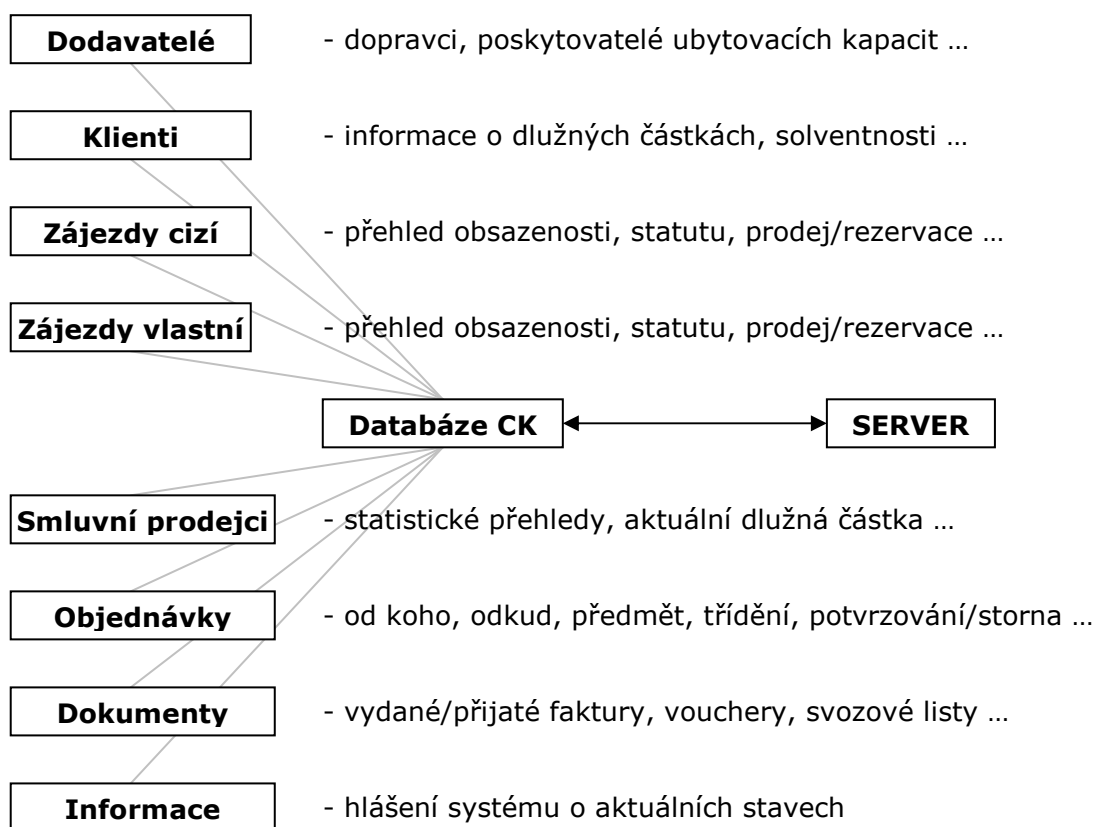 Dodavatelé - dopravci, poskytovatelé ubytovacích kapacit …
Klienti - informace o dlužných částkách, solventnosti …
Zájezdy cizí - přehled obsazenosti, statutu, prodej/rezervace …
Zájezdy vlastní - přehled obsazenosti, statutu, prodej/rezervace …
Databáze CK SERVER
Smluvní prodejci - statistické přehledy, aktuální dlužná částka …
Objednávky - od koho, odkud, předmět, třídění, potvrzování/storna …
Dokumenty - vydané/přijaté faktury, vouchery, svozové listy …
Informace - hlášení systému o aktuálních stavech